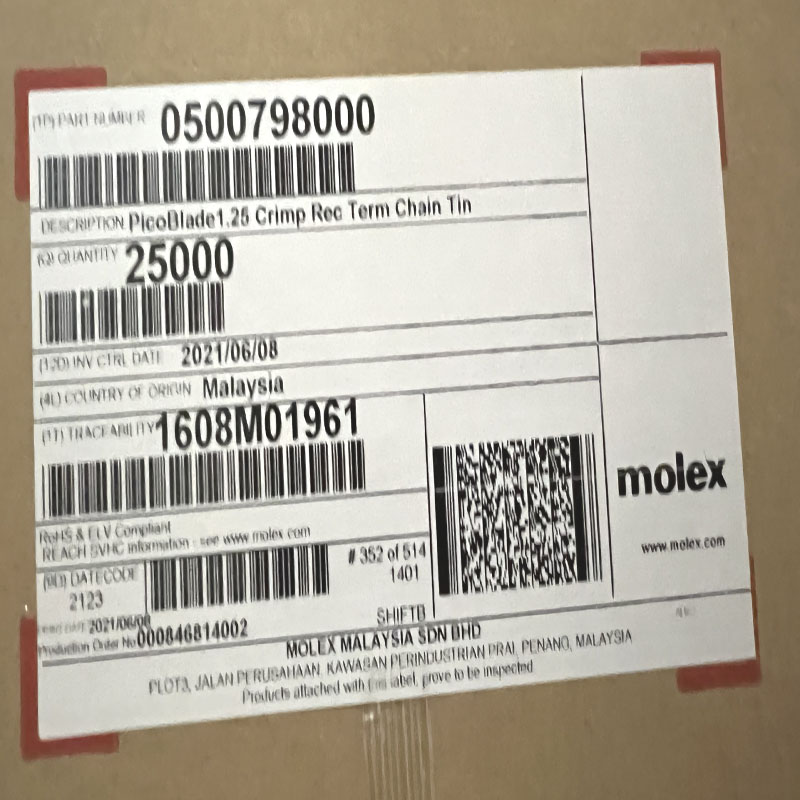 (1P) PART NUMBER 0500798000
DESCRIPTION PicoBlade1.25 Crimp Rec Term Chain Tin
(Q) QUANTITY 25000
(12D) INV CTRL DATE 2021/06/08
(4L) COUNTRY OF ORIGIN Malaysia
(1T) TRACEABILITY 1608M01961
molex
www.molex.com
RoHS & ELV Compliant
REACH SVHC information - see www.molex.com
(9D) DATECODE
2123
# 352 of 514
1401
2021/06/08
SHIFTB
Production Order No 000846814002
MOLEX MALAYSIA SDN BHD
PLOT3, JALAN PERUSAHAAN, KAWASAN PERINDUSTRIAN PRAI, PENANG, MALAYSIA
Products attached with this label, prove to be inspected